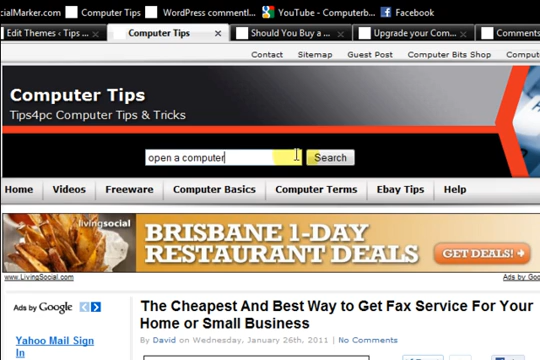 cialMarker.com Computer Tips WordPress commentl... YouTube - Computerb... Facebook
Edit Themes ‹ Tips ... Computer Tips Should You Buy a ... Upgrade your Com... Comments
Contact Sitemap Guest Post Computer Bits Shop Compute
Computer Tips
Tips4pc Computer Tips & Tricks
open a computer Search
Home Videos Freeware Computer Basics Computer Terms Ebay Tips Help
livingsocial
BRISBANE 1-DAY
RESTAURANT DEALS
GET DEALS!
www.LivingSocial.com Ads by Goo
Ads by Google
The Cheapest And Best Way to Get Fax Service For Your
Home or Small Business
By David on Wednesday, January 26th, 2011 | No Comments
Yahoo Mail Sign
In